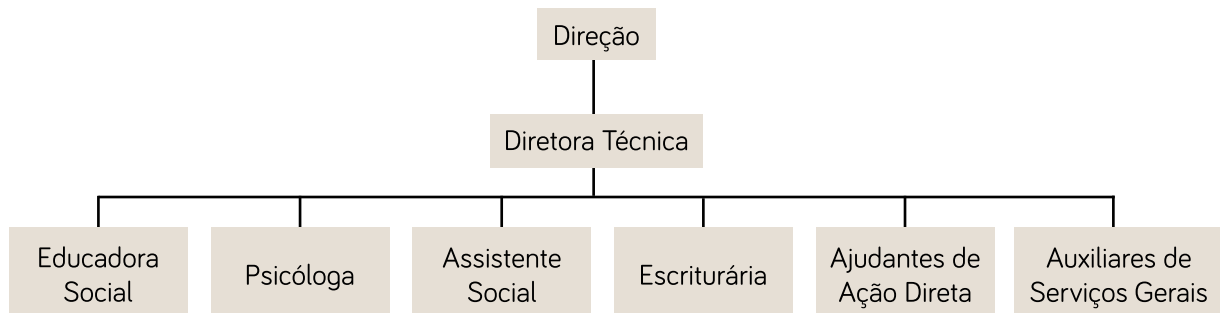 Direção
Diretora Técnica
Educadora
Social
Psicóloga
Assistente
Social
Escriturária
Ajudantes de
Ação Direta
Auxiliares de
Serviços Gerais